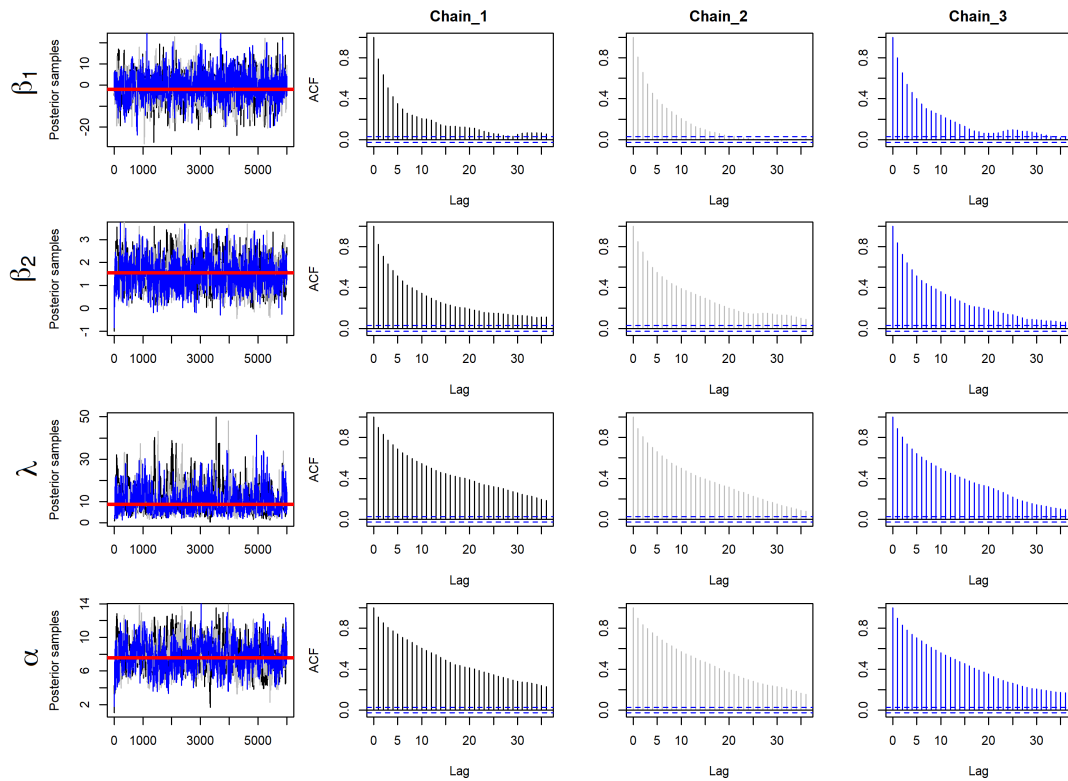 Chain_1 Chain_2 Chain_3
β1
Posterior samples
-20 0 10
0 1000 3000 5000
ACF
0.0 0.4 0.8
0 5 10 20 30
Lag
0.0 0.4 0.8
0 5 10 20 30
Lag
0.0 0.4 0.8
0 5 10 20 30
Lag
β2
Posterior samples
-1 0 1 2 3
0 1000 3000 5000
ACF
0.0 0.4 0.8
0 5 10 20 30
Lag
0.0 0.4 0.8
0 5 10 20 30
Lag
0.0 0.4 0.8
0 5 10 20 30
Lag
λ
Posterior samples
0 10 30 50
0 1000 3000 5000
ACF
0.0 0.4 0.8
0 5 10 20 30
Lag
0.0 0.4 0.8
0 5 10 20 30
Lag
0.0 0.4 0.8
0 5 10 20 30
Lag
α
Posterior samples
2 6 10 14
0 1000 3000 5000
ACF
0.0 0.4 0.8
0 5 10 20 30
Lag
0.0 0.4 0.8
0 5 10 20 30
Lag
0.0 0.4 0.8
0 5 10 20 30
Lag